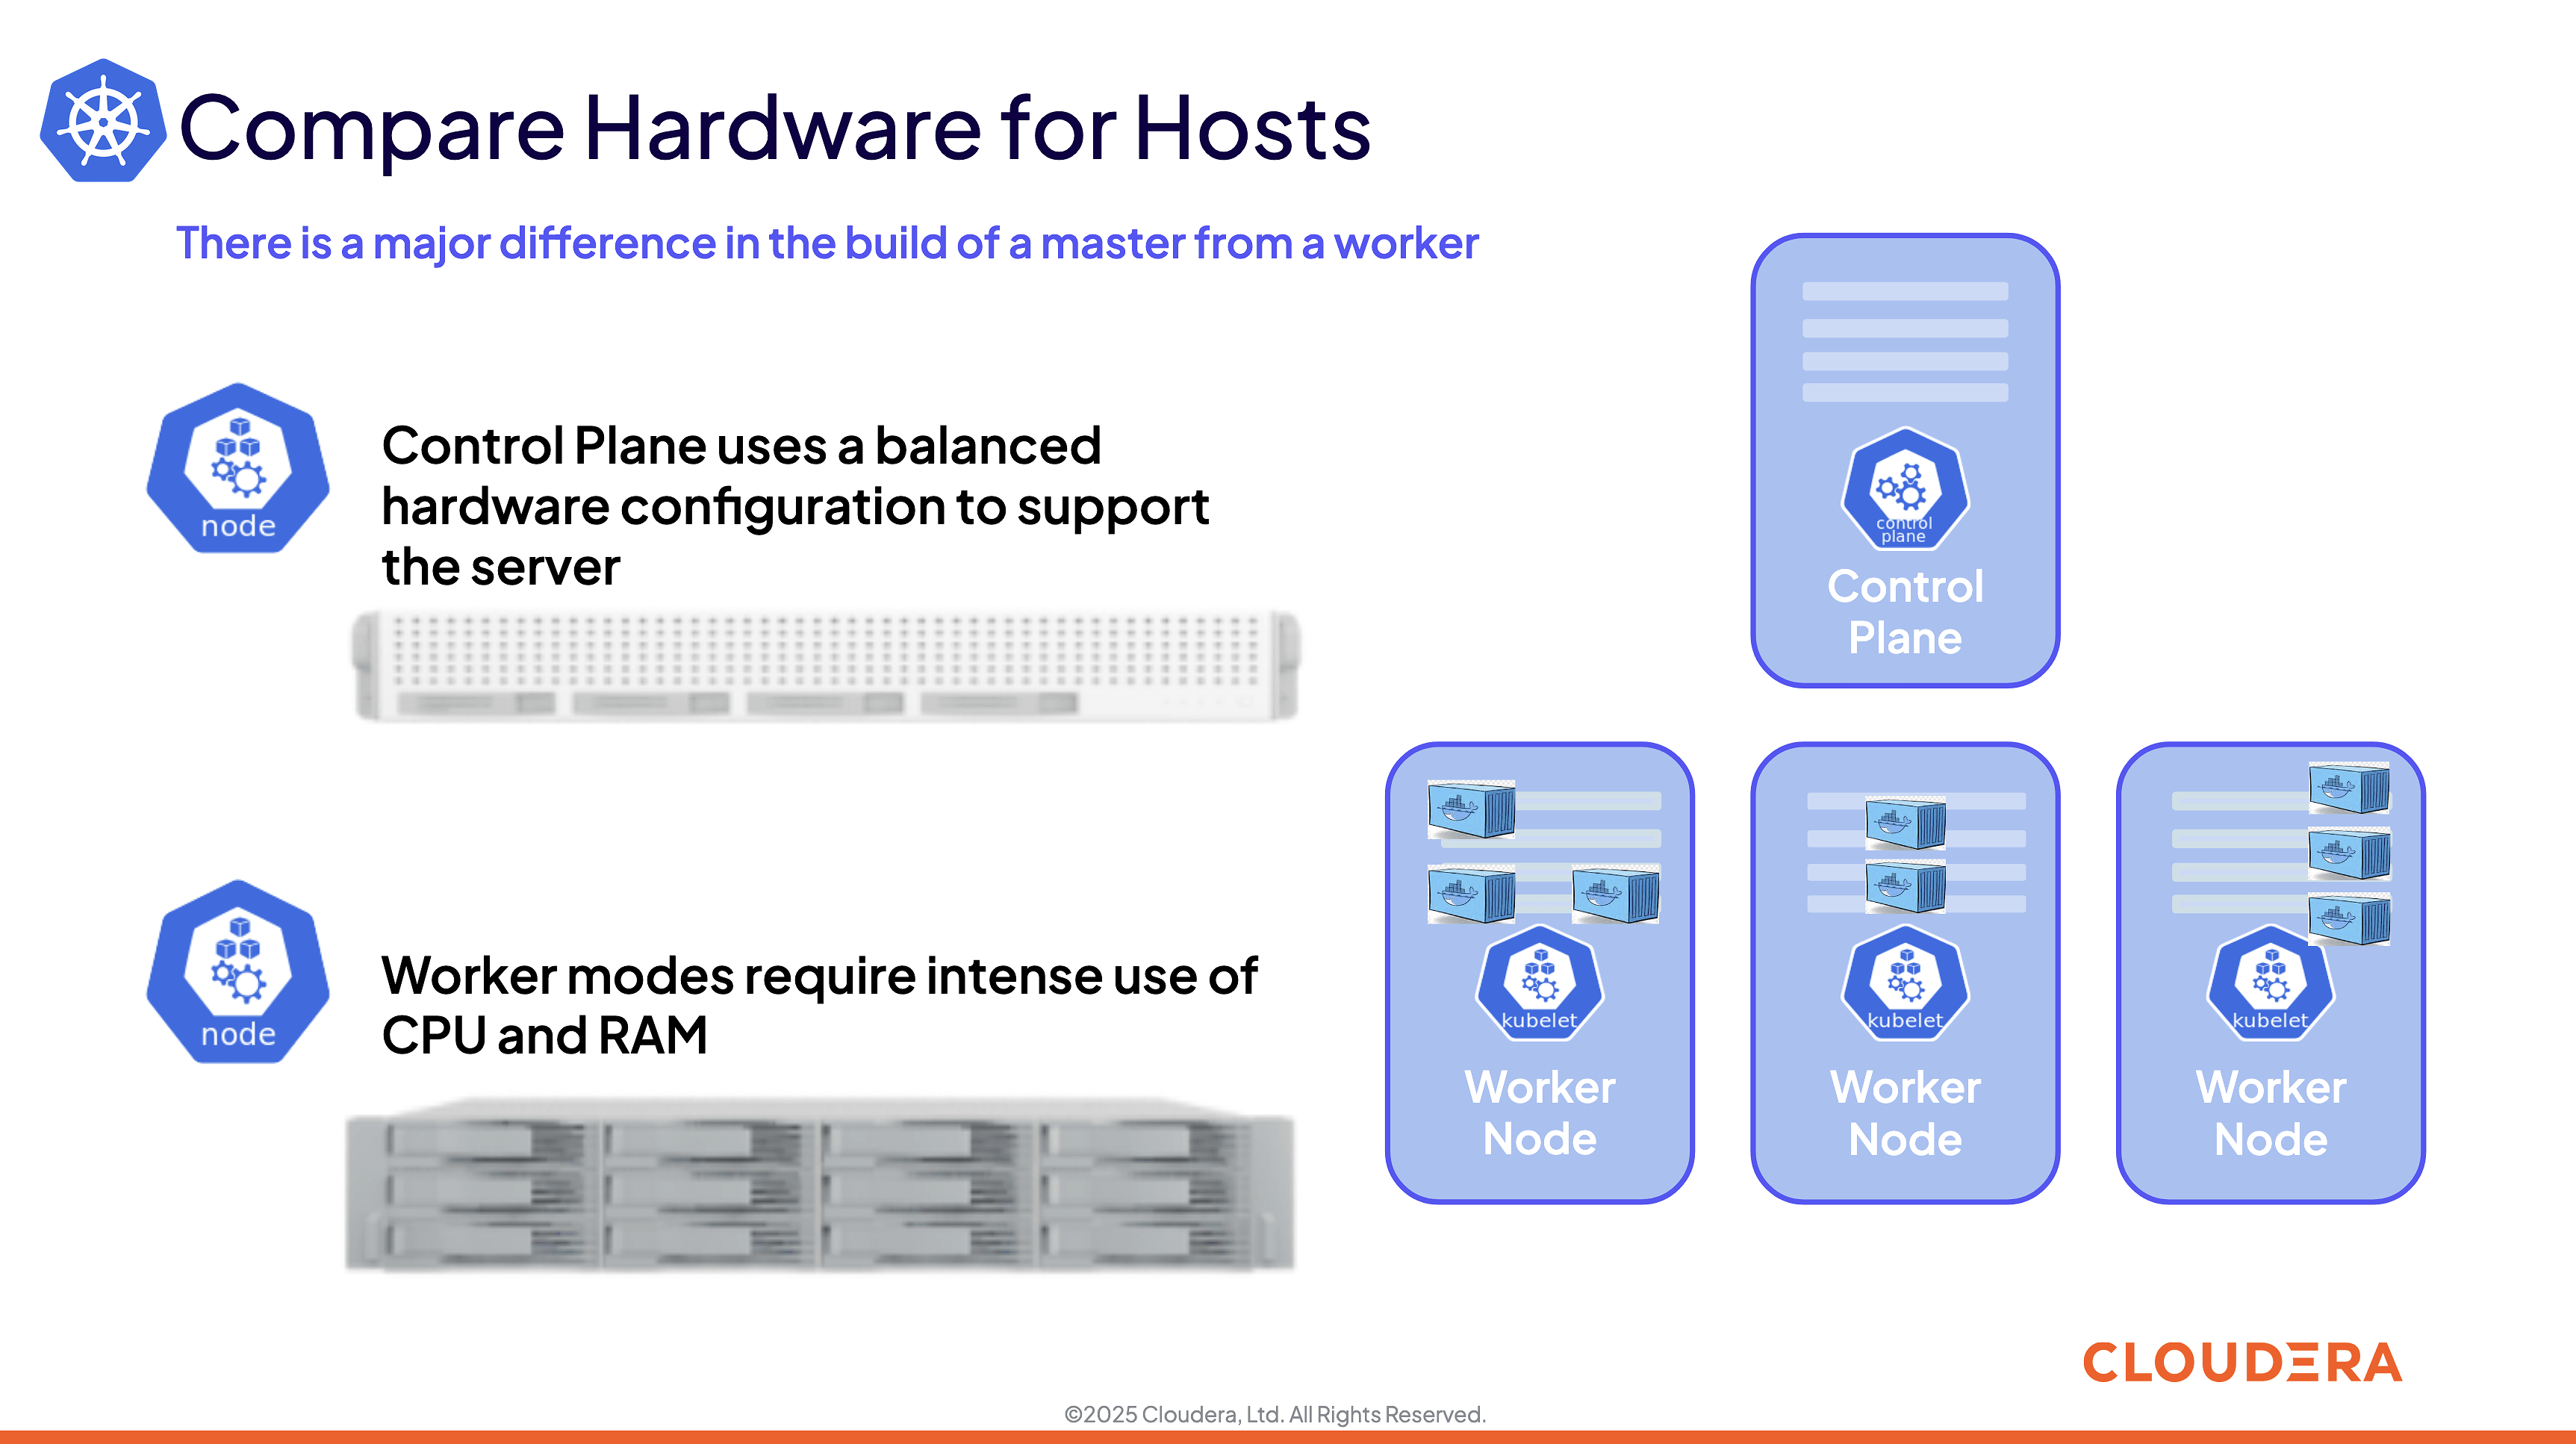 Compare Hardware for Hosts
There is a major difference in the build of a master from a worker
node
Control Plane uses a balanced
hardware configuration to support
the server
node
Worker modes require intense use of
CPU and RAM
control
plane
Control
Plane
kubelet
Worker
Node
kubelet
Worker
Node
kubelet
Worker
Node
CLOUDERA
©2025 Cloudera, Ltd. All Rights Reserved.